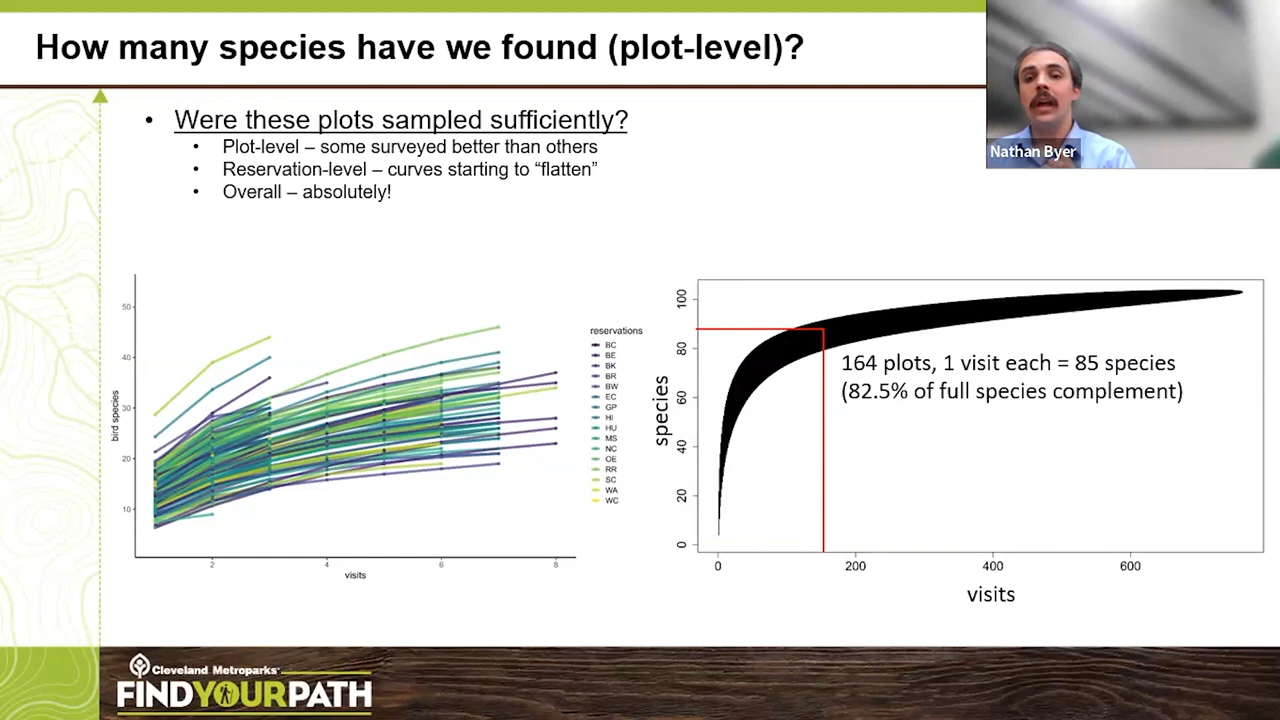 How many species have we found (plot-level)?
Nathan Byer
• Were these plots sampled sufficiently?
• Plot-level – some surveyed better than others
• Reservation-level – curves starting to “flatten”
• Overall – absolutely!
bird species
50
40
30
20
10
2
4
6
8
visits
reservations
BC
BE
BK
BR
BW
EC
GP
HI
HU
MS
NC
OE
RR
SC
WA
WC
species
100
80
60
40
20
0
164 plots, 1 visit each = 85 species
(82.5% of full species complement)
0
200
400
600
visits
Cleveland Metroparks
FINDYOURPATH